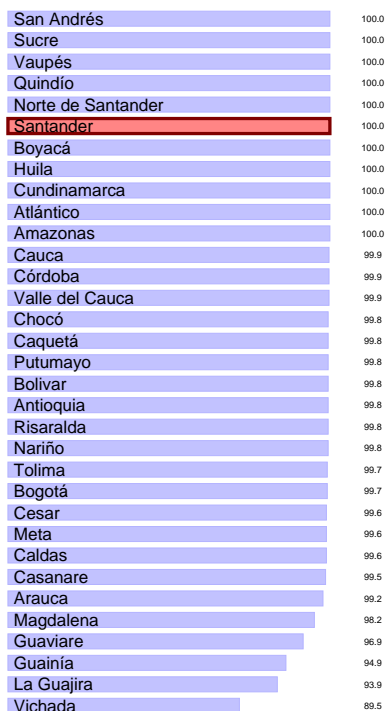 San Andrés 100.0
Sucre 100.0
Vaupés 100.0
Quindío 100.0
Norte de Santander 100.0
Santander 100.0
Boyacá 100.0
Huila 100.0
Cundinamarca 100.0
Atlántico 100.0
Amazonas 100.0
Cauca 99.9
Córdoba 99.9
Valle del Cauca 99.9
Chocó 99.8
Caquetá 99.8
Putumayo 99.8
Bolivar 99.8
Antioquia 99.8
Risaralda 99.8
Nariño 99.8
Tolima 99.7
Bogotá 99.7
Cesar 99.6
Meta 99.6
Caldas 99.6
Casanare 99.5
Arauca 99.2
Magdalena 98.2
Guaviare 96.9
Guainía 94.9
La Guajira 93.9
Vichada 89.5